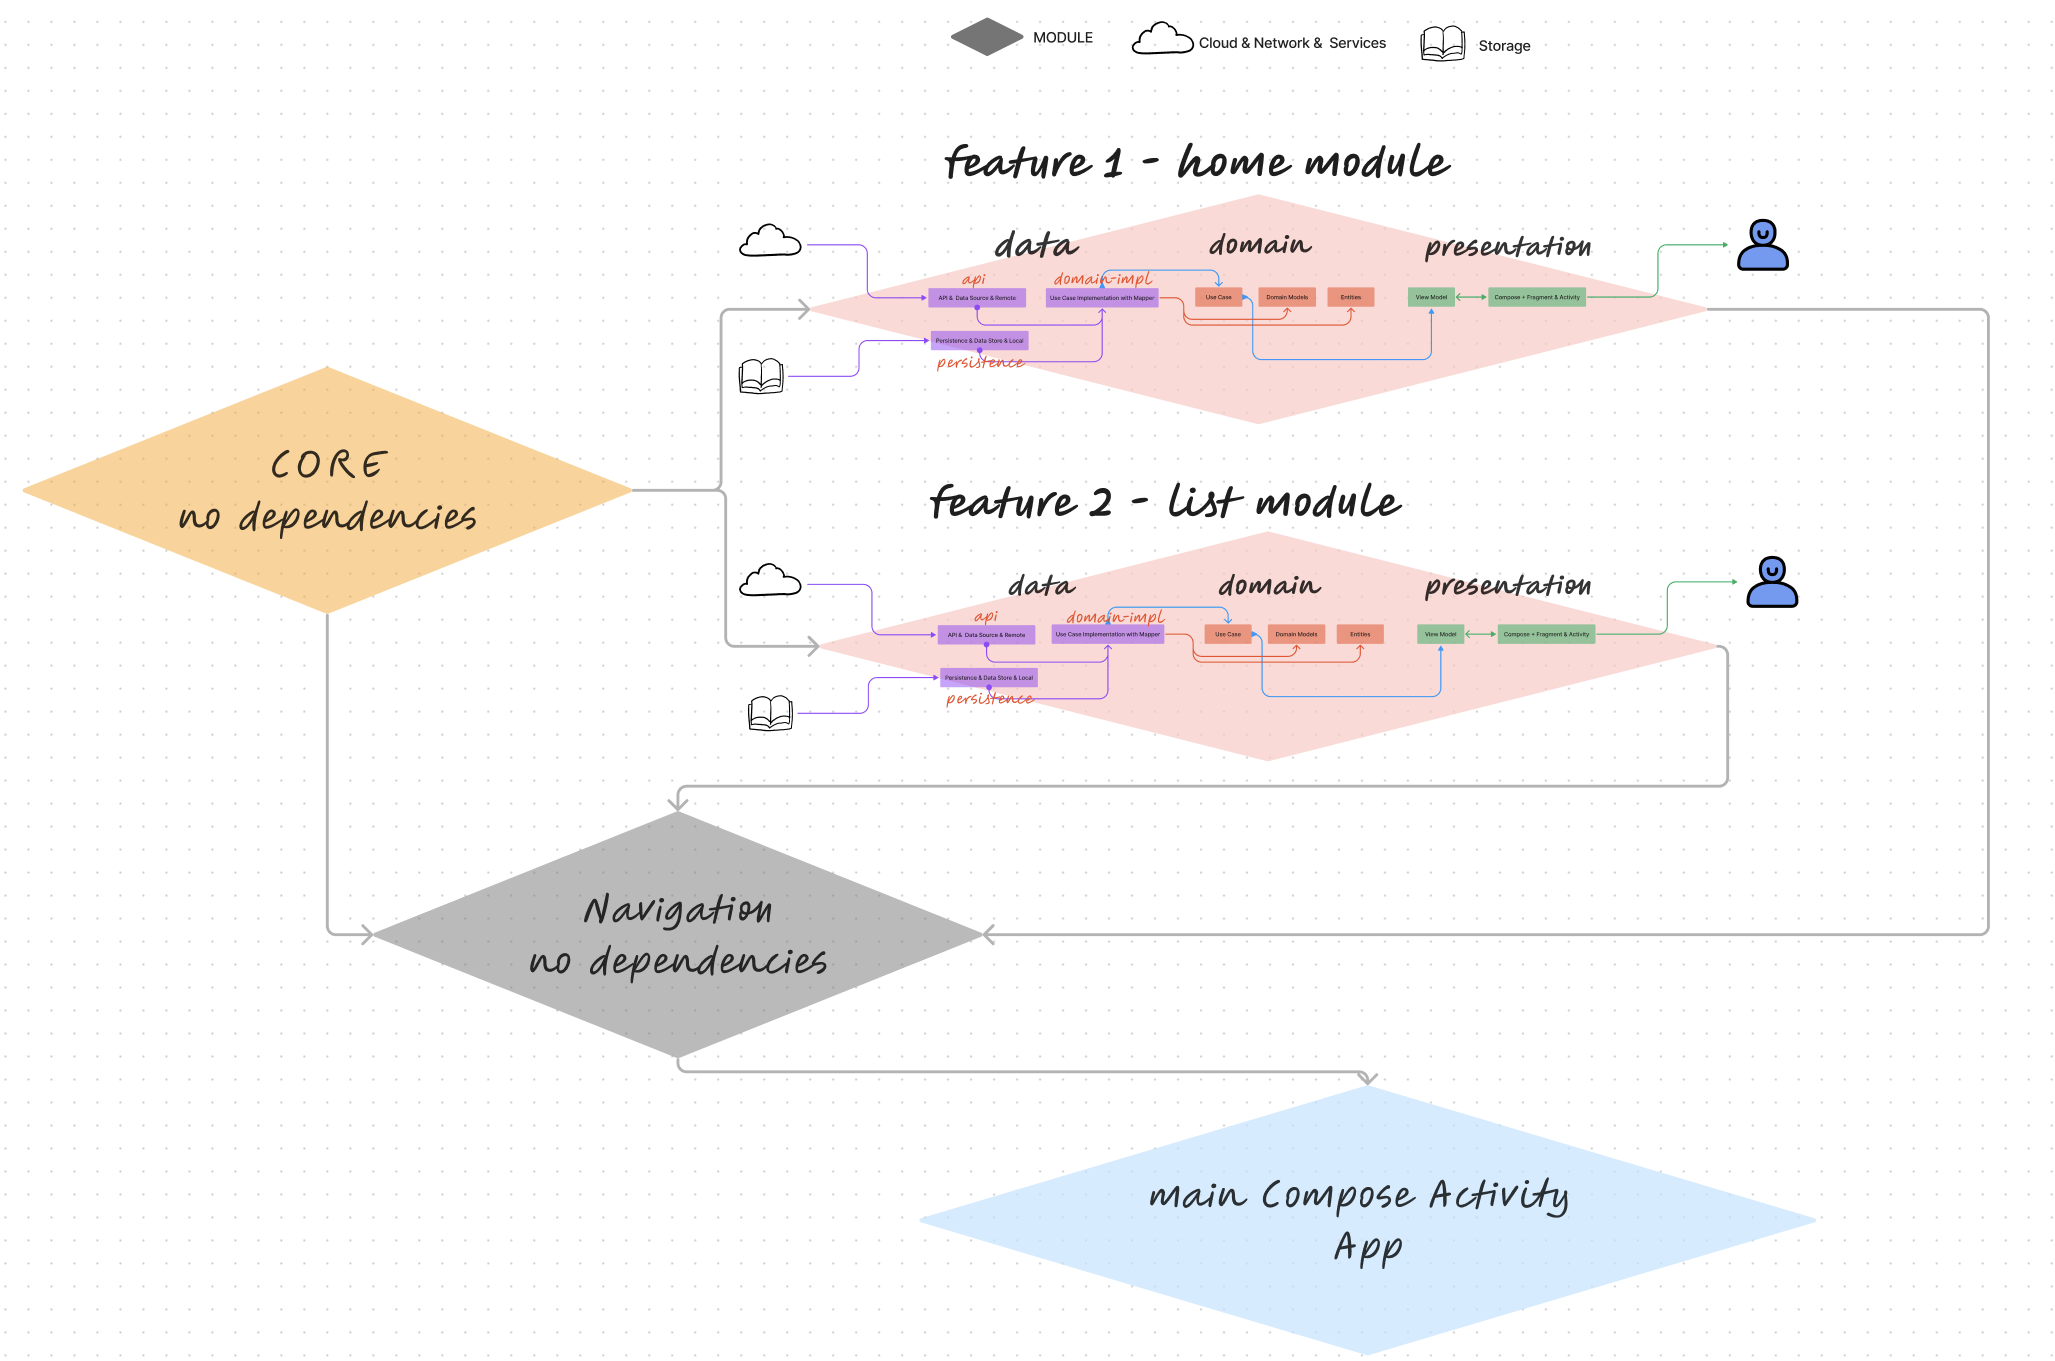 MODULE
Cloud & Network & Services
Storage
feature 1 - home module
data
domain
presentation
api
domain-impl
API & Data Source & Remote
Use Case Implementation with Mapper
Use Case
Domain Models
Entities
View Model
Compose + Fragment & Activity
Persistence & Data Store & Local
persistence
CORE
no dependencies
feature 2 - list module
data
domain
presentation
api
domain-impl
API & Data Source & Remote
Use Case Implementation with Mapper
Use Case
Domain Models
Entities
View Model
Compose + Fragment & Activity
Persistence & Data Store & Local
persistence
Navigation
no dependencies
main Compose Activity
App